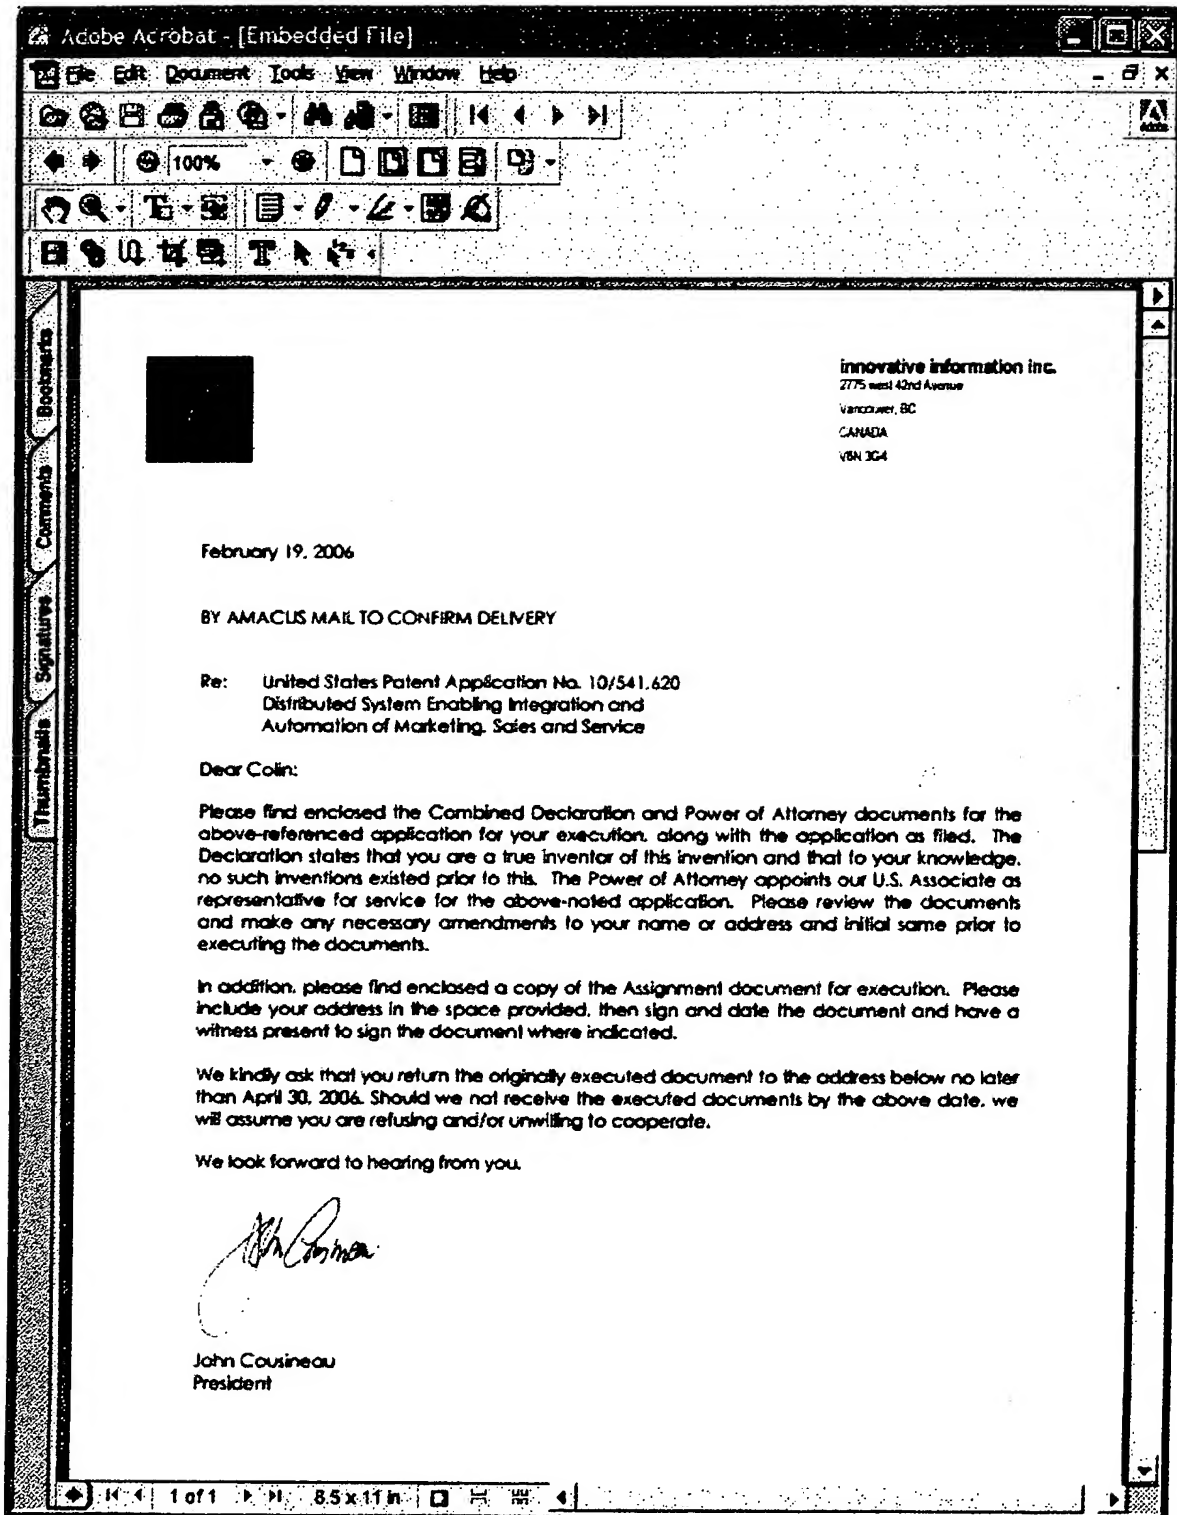 Adobe Acrobat - [Embedded File]
File Edit Document Tools View Window Help
Adobe
100%
Bookmarks
Comments
Signatures
Thumbnails
innovative information inc.
2775 west 42nd Avenue
Vancouver, BC
CANADA
V6N 3G4
February 19, 2006
BY AMACUS MAIL TO CONFIRM DELIVERY
Re: United States Patent Application No. 10/541,620
Distributed System Enabling Integration and
Automation of Marketing, Sales and Service
Dear Colin:
Please find enclosed the Combined Declaration and Power of Attorney documents for the
above-referenced application for your execution, along with the application as filed. The
Declaration states that you are a true inventor of this invention and that to your knowledge,
no such inventions existed prior to this. The Power of Attorney appoints our U.S. Associate as
representative for service for the above-noted application. Please review the documents
and make any necessary amendments to your name or address and initial same prior to
executing the documents.
In addition, please find enclosed a copy of the Assignment document for execution. Please
include your address in the space provided, then sign and date the document and have a
witness present to sign the document where indicated.
We kindly ask that you return the originally executed document to the address below no later
than April 30, 2006. Should we not receive the executed documents by the above date, we
will assume you are refusing and/or unwilling to cooperate.
We look forward to hearing from you.
John Cousineau
John Cousineau
President
1 of 1 8.5 x 11 in